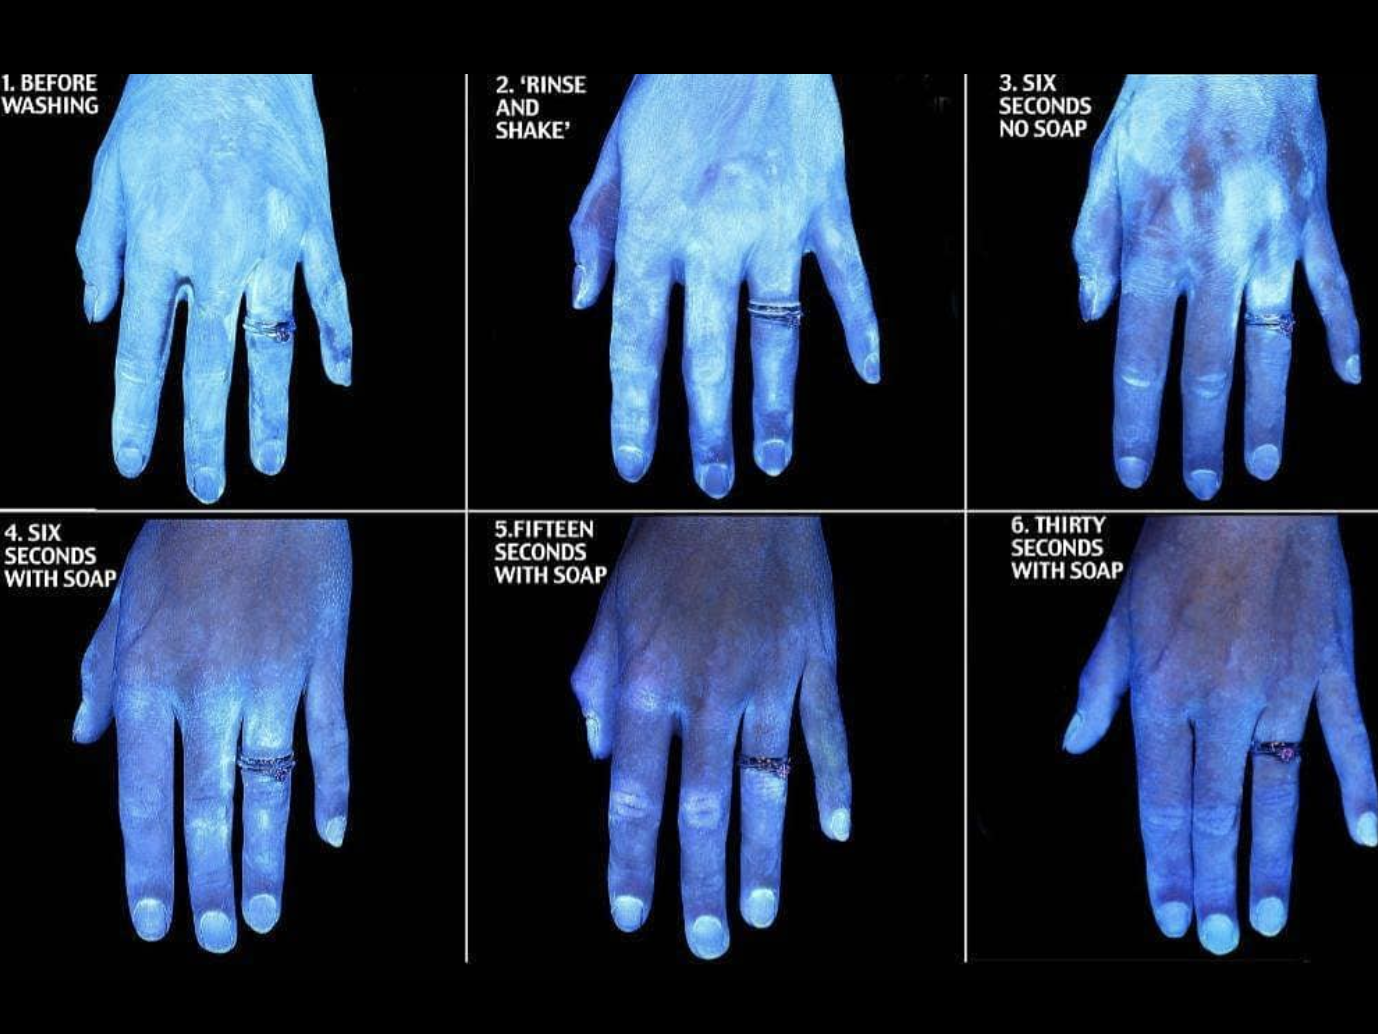 1. BEFORE
WASHING
2. ‘RINSE
AND
SHAKE’
3. SIX
SECONDS
NO SOAP
4. SIX
SECONDS
WITH SOAP
5.FIFTEEN
SECONDS
WITH SOAP
6. THIRTY
SECONDS
WITH SOAP